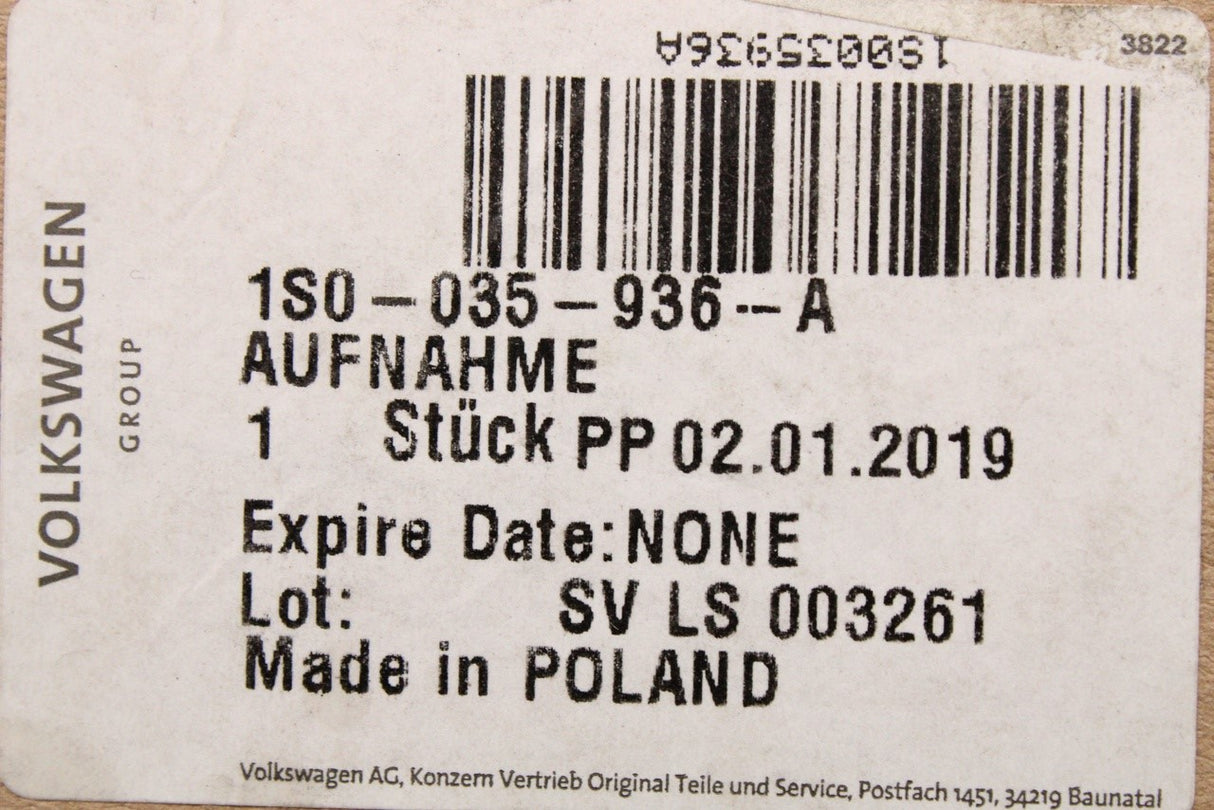 3822
1S0035936A
VOLKSWAGEN
GROUP
1S0-035-936--A
AUFNAHME
1 Stück PP 02.01.2019
Expire Date:NONE
Lot: SV LS 003261
Made in POLAND
Volkswagen AG, Konzern Vertrieb Original Teile und Service, Postfach 1451, 34219 Baunatal